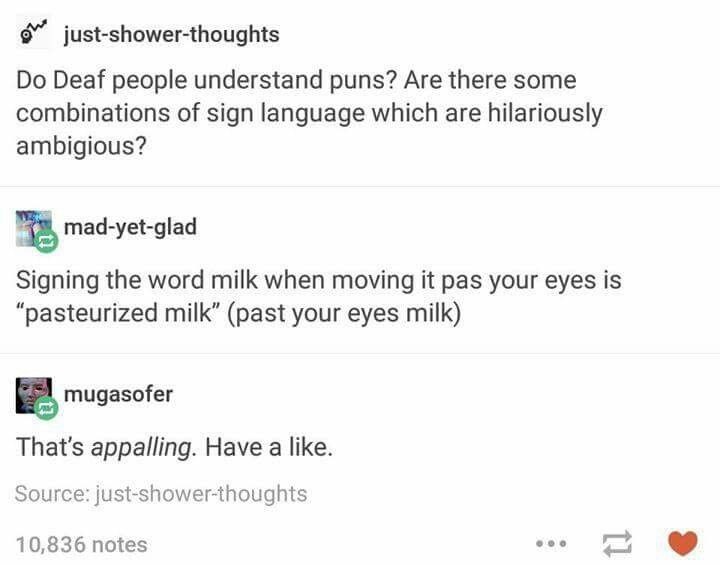 just-shower-thoughts
Do Deaf people understand puns? Are there some
combinations of sign language which are hilariously
ambigious?
mad-yet-glad
Signing the word milk when moving it pas your eyes is
“pasteurized milk” (past your eyes milk)
mugasofer
That's appalling. Have a like.
Source: just-shower-thoughts
10,836 notes